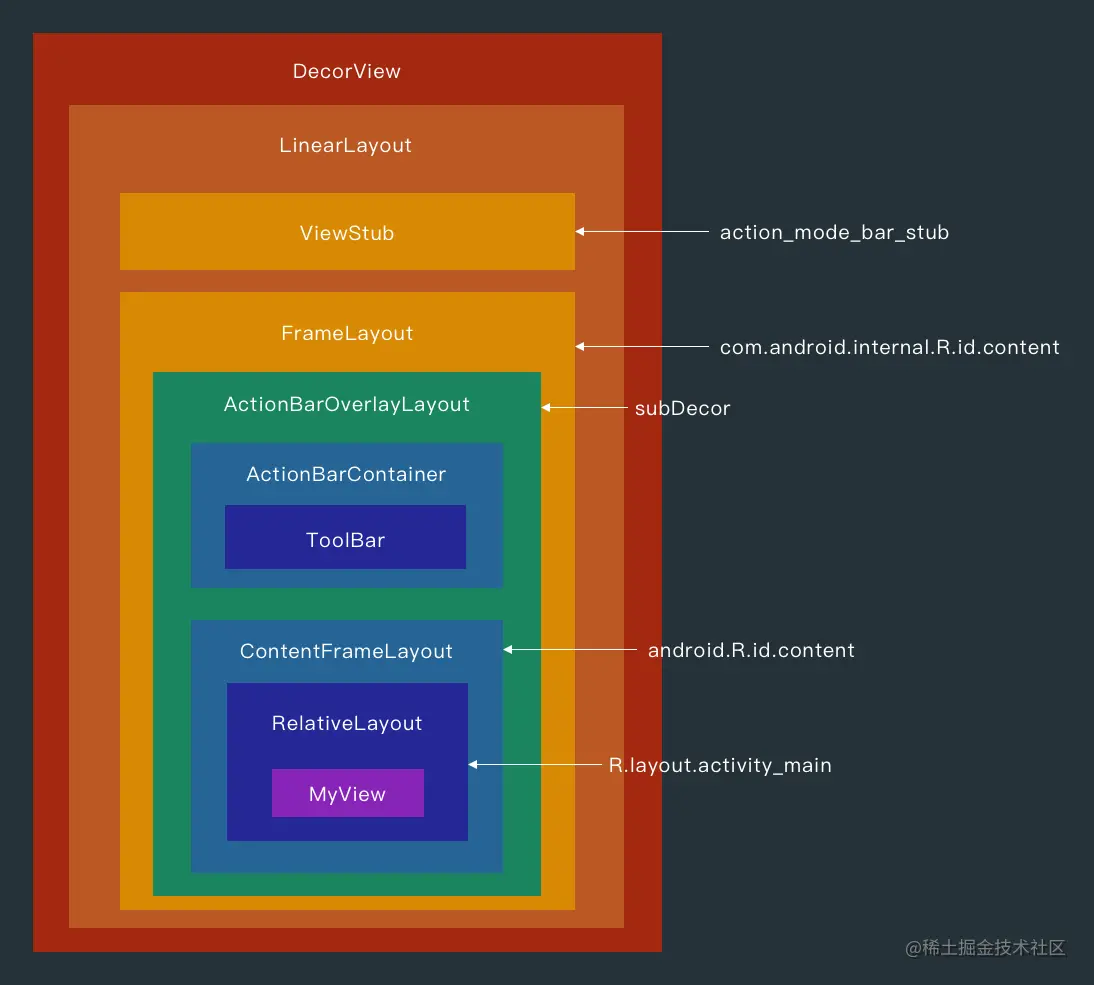 DecorView
LinearLayout
ViewStub
action_mode_bar_stub
FrameLayout
com.android.internal.R.id.content
ActionBarOverlayLayout
subDecor
ActionBarContainer
ToolBar
ContentFrameLayout
android.R.id.content
RelativeLayout
R.layout.activity_main
MyView
@稀土掘金技术社区